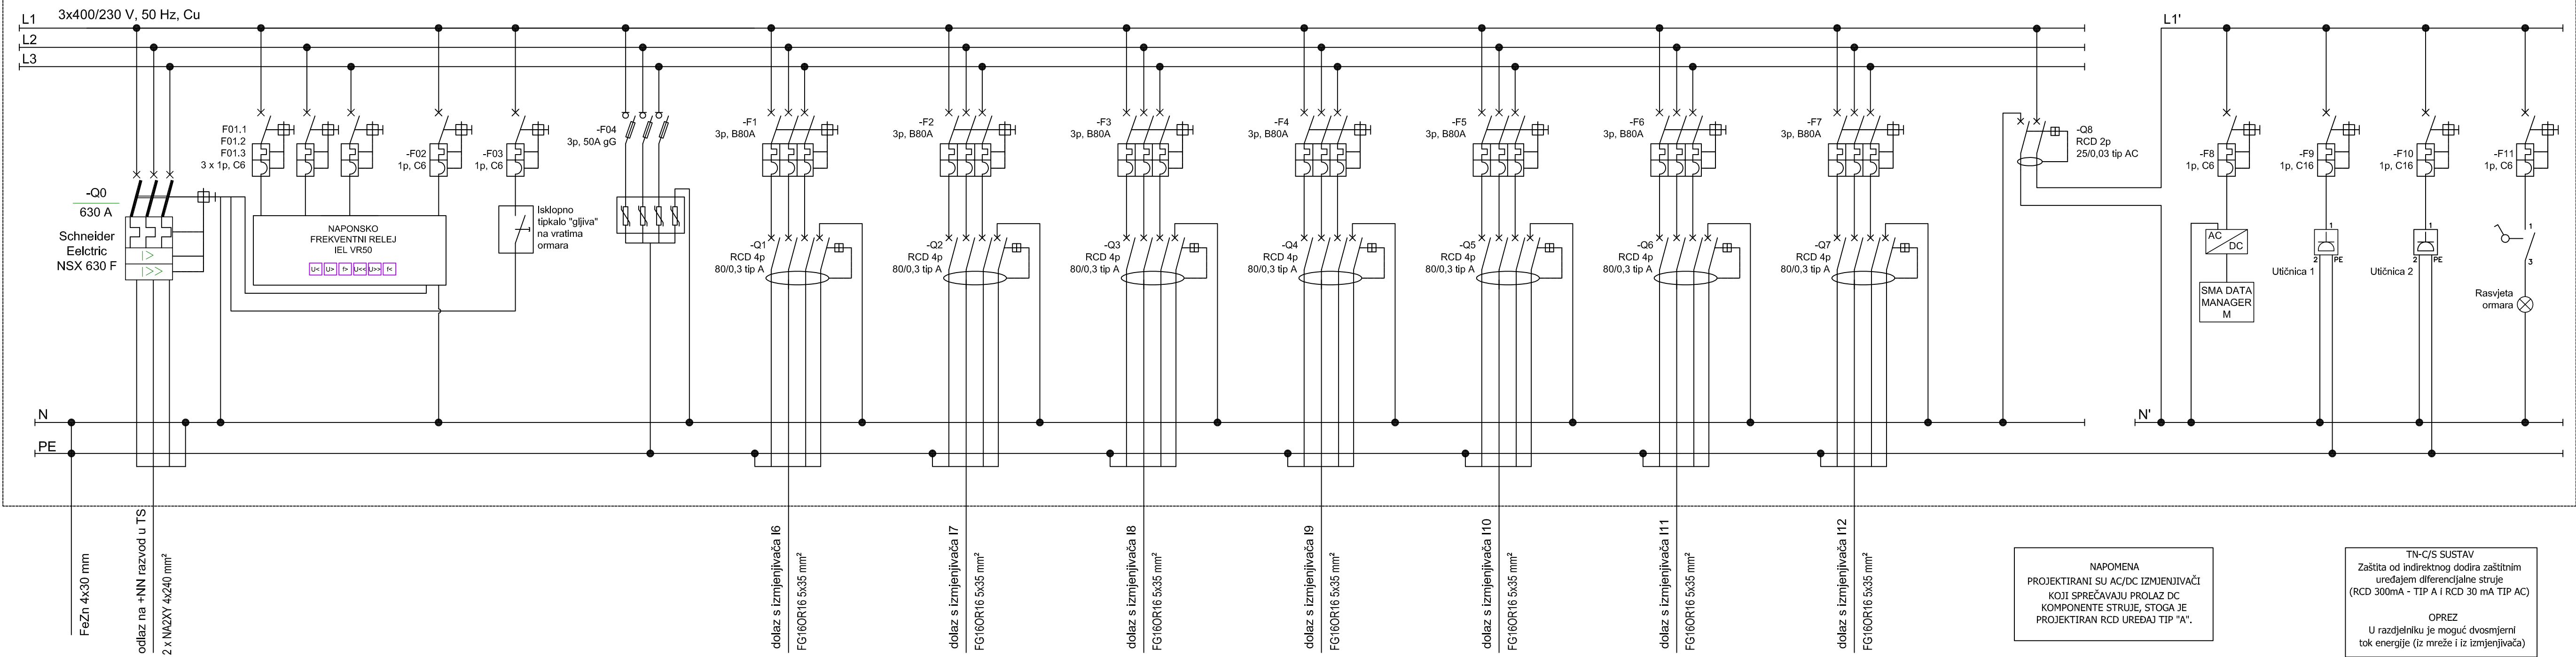 3x400/230 V, 50 Hz, Cu
L1
L2
L3
L1'
F01.1
F01.2
F01.3
3 x 1p, C6
-F02
1p, C6
-F03
1p, C6
-F04
3p, 50A gG
-F1
3p, B80A
-F2
3p, B80A
-F3
3p, B80A
-F4
3p, B80A
-F5
3p, B80A
-F6
3p, B80A
-F7
3p, B80A
-Q8
RCD 2p
25/0,03 tip AC
-F8
1p, C6
-F9
1p, C16
-F10
1p, C16
-F11
1p, C6
-Q0
630 A
Schneider
Eelctric
NSX 630 F
|>
|>>
NAPONSKO
FREKVENTNI RELEJ
IEL VR50
U< U> f> U<< U>> f<
Isklopno
tipkalo "gljiva"
na vratima
ormara
-Q1
RCD 4p
80/0,3 tip A
-Q2
RCD 4p
80/0,3 tip A
-Q3
RCD 4p
80/0,3 tip A
-Q4
RCD 4p
80/0,3 tip A
-Q5
RCD 4p
80/0,3 tip A
-Q6
RCD 4p
80/0,3 tip A
-Q7
RCD 4p
80/0,3 tip A
AC
DC
SMA DATA
MANAGER
M
1
2 PE
Utičnica 1
1
2 PE
Utičnica 2
1
3
Rasvjeta
ormara
N
PE
N'
FeZn 4x30 mm
odlaz na +NN razvod u TS
2 x NA2XY 4x240 mm²
dolaz s izmjenjivača I6
FG16OR16 5x35 mm²
dolaz s izmjenjivača I7
FG16OR16 5x35 mm²
dolaz s izmjenjivača I8
FG16OR16 5x35 mm²
dolaz s izmjenjivača I9
FG16OR16 5x35 mm²
dolaz s izmjenjivača I10
FG16OR16 5x35 mm²
dolaz s izmjenjivača I11
FG16OR16 5x35 mm²
dolaz s izmjenjivača I12
FG16OR16 5x35 mm²
NAPOMENA
PROJEKTIRANI SU AC/DC IZMJENJIVAČI
KOJI SPREČAVAJU PROLAZ DC
KOMPONENTE STRUJE, STOGA JE
PROJEKTIRAN RCD UREĐAJ TIP "A".
TN-C/S SUSTAV
Zaštita od indirektnog dodira zaštitnim
uređajem diferencijalne struje
(RCD 300mA - TIP A I RCD 30 mA TIP AC)
OPREZ
U razdjelniku je moguć dvosmjerni
tok energije (iz mreže i iz izmjenjivača)